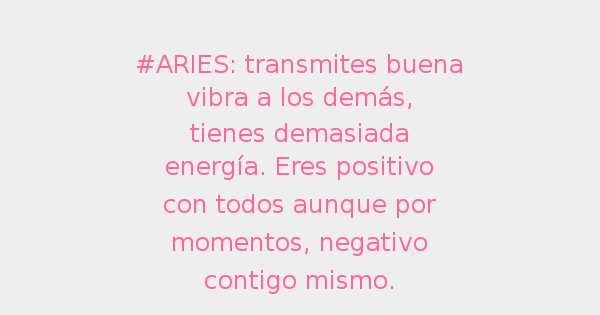 #ARIES: transmites buena
vibra a los demás,
tienes demasiada
energía. Eres positivo
con todos aunque por
momentos, negativo
contigo mismo.